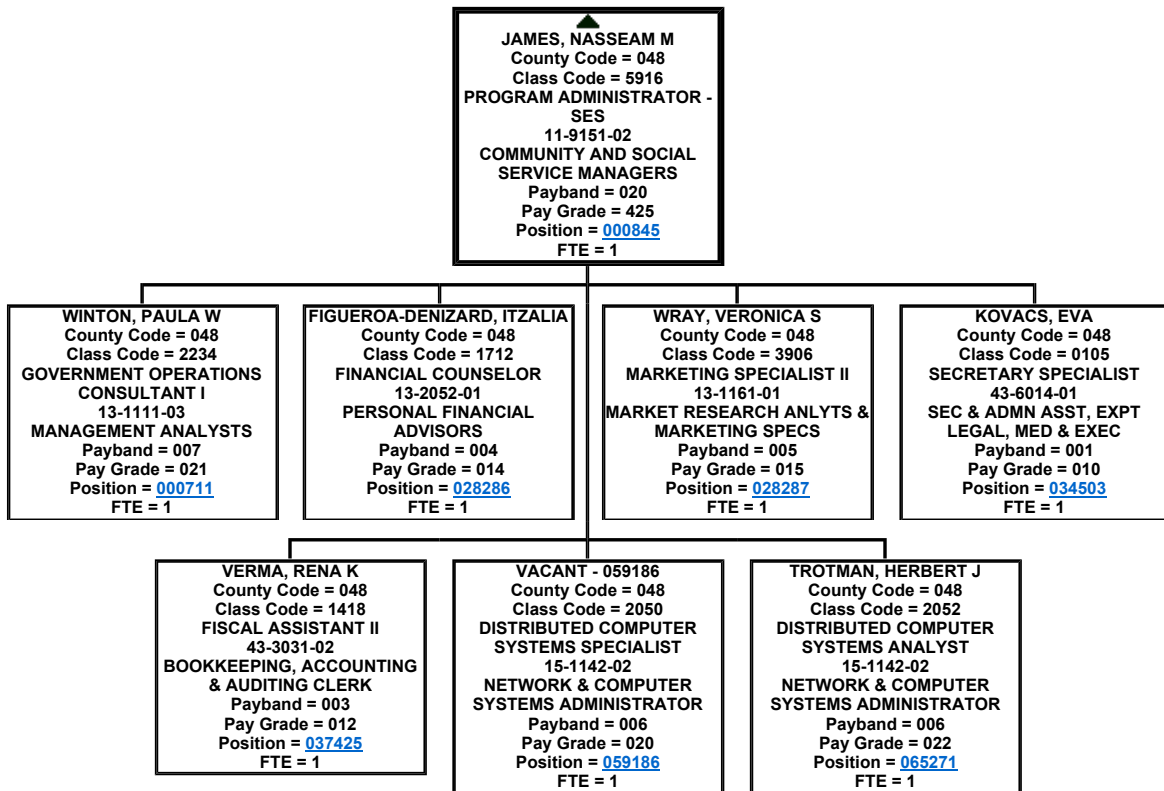 JAMES, NASSEAM M
County Code = 048
Class Code = 5916
PROGRAM ADMINISTRATOR -
SES
11-9151-02
COMMUNITY AND SOCIAL
SERVICE MANAGERS
Payband = 020
Pay Grade = 425
Position = 000845
FTE = 1
WINTON, PAULA W
County Code = 048
Class Code = 2234
GOVERNMENT OPERATIONS
CONSULTANT I
13-1111-03
MANAGEMENT ANALYSTS
Payband = 007
Pay Grade = 021
Position = 000711
FTE = 1
FIGUEROA-DENIZARD, ITZALIA
County Code = 048
Class Code = 1712
FINANCIAL COUNSELOR
13-2052-01
PERSONAL FINANCIAL
ADVISORS
Payband = 004
Pay Grade = 014
Position = 028286
FTE = 1
WRAY, VERONICA S
County Code = 048
Class Code = 3906
MARKETING SPECIALIST II
13-1161-01
MARKET RESEARCH ANLYTS &
MARKETING SPECS
Payband = 005
Pay Grade = 015
Position = 028287
FTE = 1
KOVACS, EVA
County Code = 048
Class Code = 0105
SECRETARY SPECIALIST
43-6014-01
SEC & ADMN ASST, EXPT
LEGAL, MED & EXEC
Payband = 001
Pay Grade = 010
Position = 034503
FTE = 1
VERMA, RENA K
County Code = 048
Class Code = 1418
FISCAL ASSISTANT II
43-3031-02
BOOKKEEPING, ACCOUNTING
& AUDITING CLERK
Payband = 003
Pay Grade = 012
Position = 037425
FTE = 1
VACANT - 059186
County Code = 048
Class Code = 2050
DISTRIBUTED COMPUTER
SYSTEMS SPECIALIST
15-1142-02
NETWORK & COMPUTER
SYSTEMS ADMINISTRATOR
Payband = 006
Pay Grade = 020
Position = 059186
FTE = 1
TROTMAN, HERBERT J
County Code = 048
Class Code = 2052
DISTRIBUTED COMPUTER
SYSTEMS ANALYST
15-1142-02
NETWORK & COMPUTER
SYSTEMS ADMINISTRATOR
Payband = 006
Pay Grade = 022
Position = 065271
FTE = 1